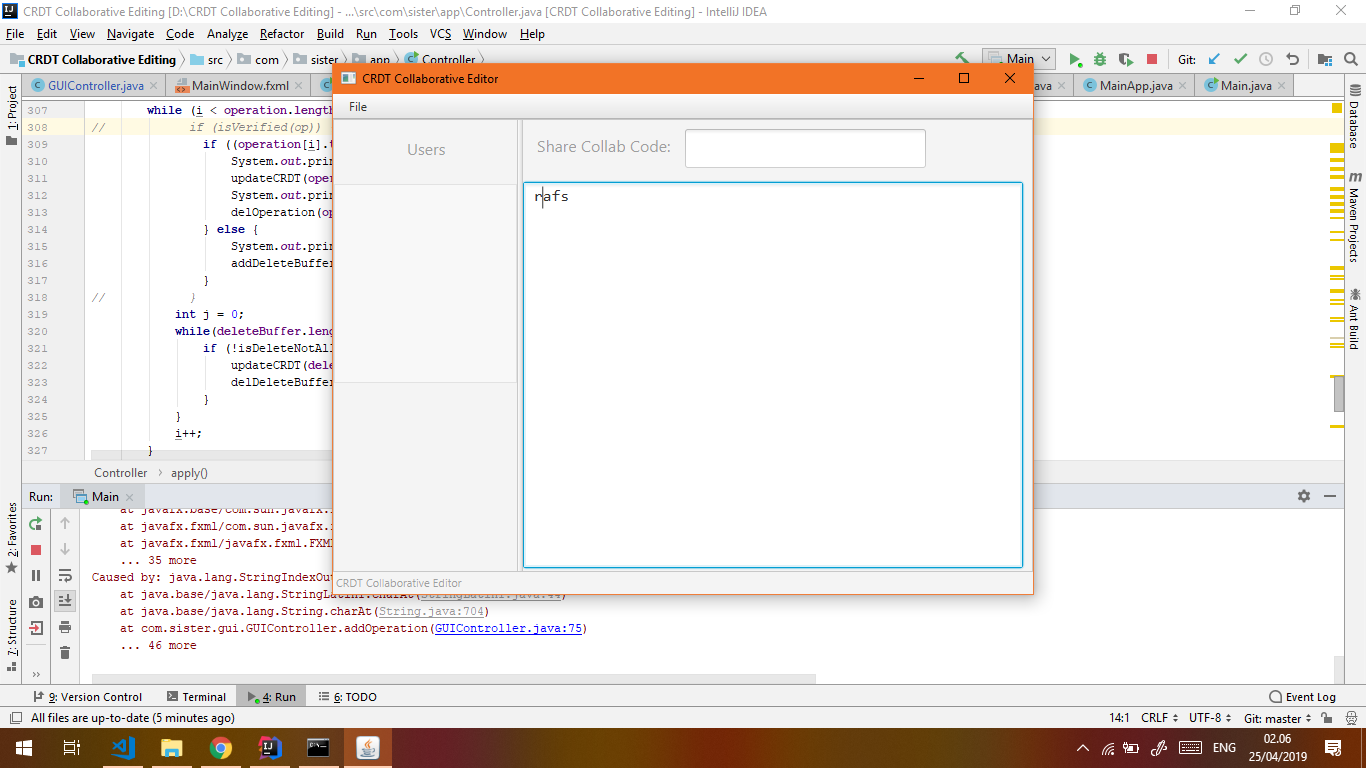 CRDT Collaborative Editing [D:\CRDT Collaborative Editing] - ...\src\com\sister\app\Controller.java [CRDT Collaborative Editing] - IntelliJ IDEA
File Edit View Navigate Code Analyze Refactor Build Run Tools VCS Window Help
CRDT Collaborative Editing src com sister app Controller Main Git:
GUIController.java MainWindow.fxml ava MainApp.java Main.java
CRDT Collaborative Editor
File
Users
Share Collab Code:
rafs
CRDT Collaborative Editor
1: Project
2: Favorites
7: Structure
Database
Maven Projects
Ant Build
307 while (i < operation.length
308 // if (isVerified(op))
309 if ((operation[i].
310 System.out.prin
311 updateCRDT(oper
312 System.out.prin
313 delOperation(op
314 } else {
315 System.out.prin
316 addDeleteBuffer
317 }
318 // }
319 int j = 0;
320 while(deleteBuffer.leng
321 if (!isDeleteNotAll
322 updateCRDT(dele
323 delDeleteBuffer
324 }
325 }
326 i++;
327 }
Controller apply()
Run: Main
at javafx.base/com.sun.javafx.
at javafx.fxml/com.sun.javafx.
at javafx.fxml/javafx.fxml.FXM
... 35 more
Caused by: java.lang.StringIndexOut
at java.base/java.lang.StringLatin1.charAt(StringLatin1.java:44)
at java.base/java.lang.String.charAt(String.java:704)
at com.sister.gui.GUIController.addOperation(GUIController.java:75)
... 46 more
9: Version Control Terminal 4: Run 6: TODO Event Log
All files are up-to-date (5 minutes ago) 14:1 CRLF UTF-8 Git: master
ENG 02.06
25/04/2019